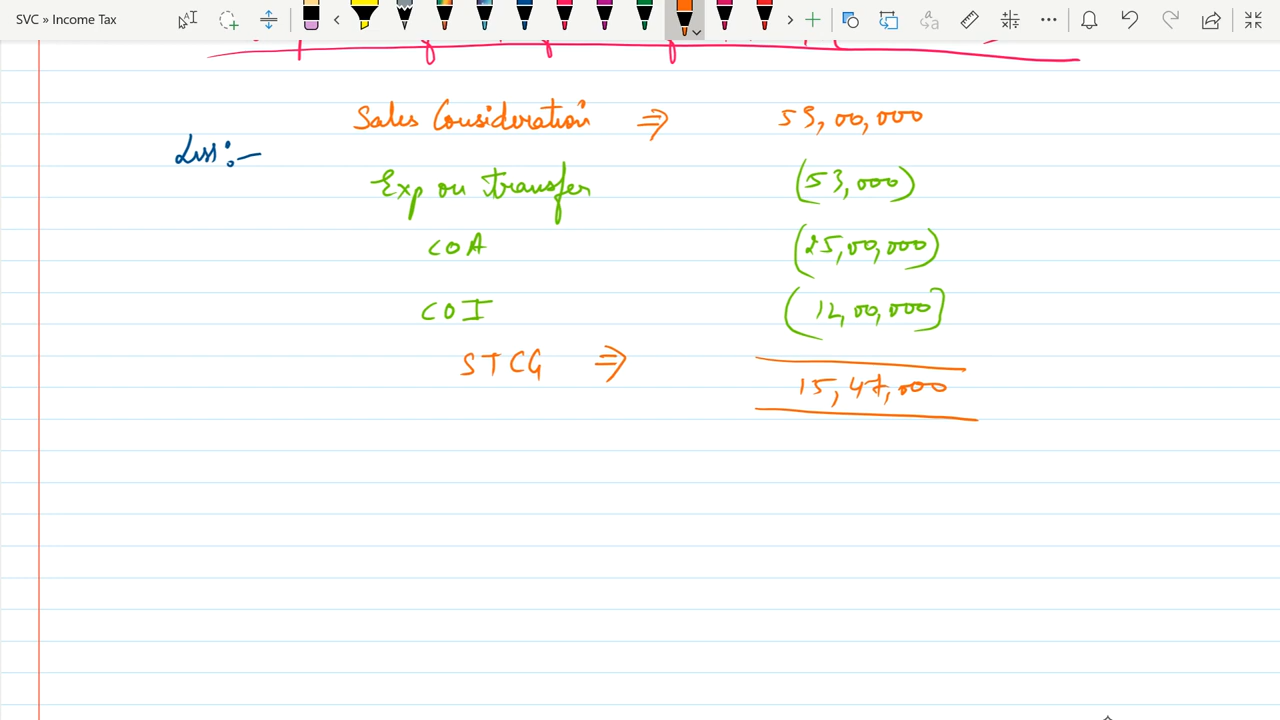 SVC » Income Tax
Sales Consideration ⇒ 53,00,000
Less:-
Exp on transfer (53,000)
COA (25,00,000)
COI (12,00,000]
STCG ⇒ 15,47,000